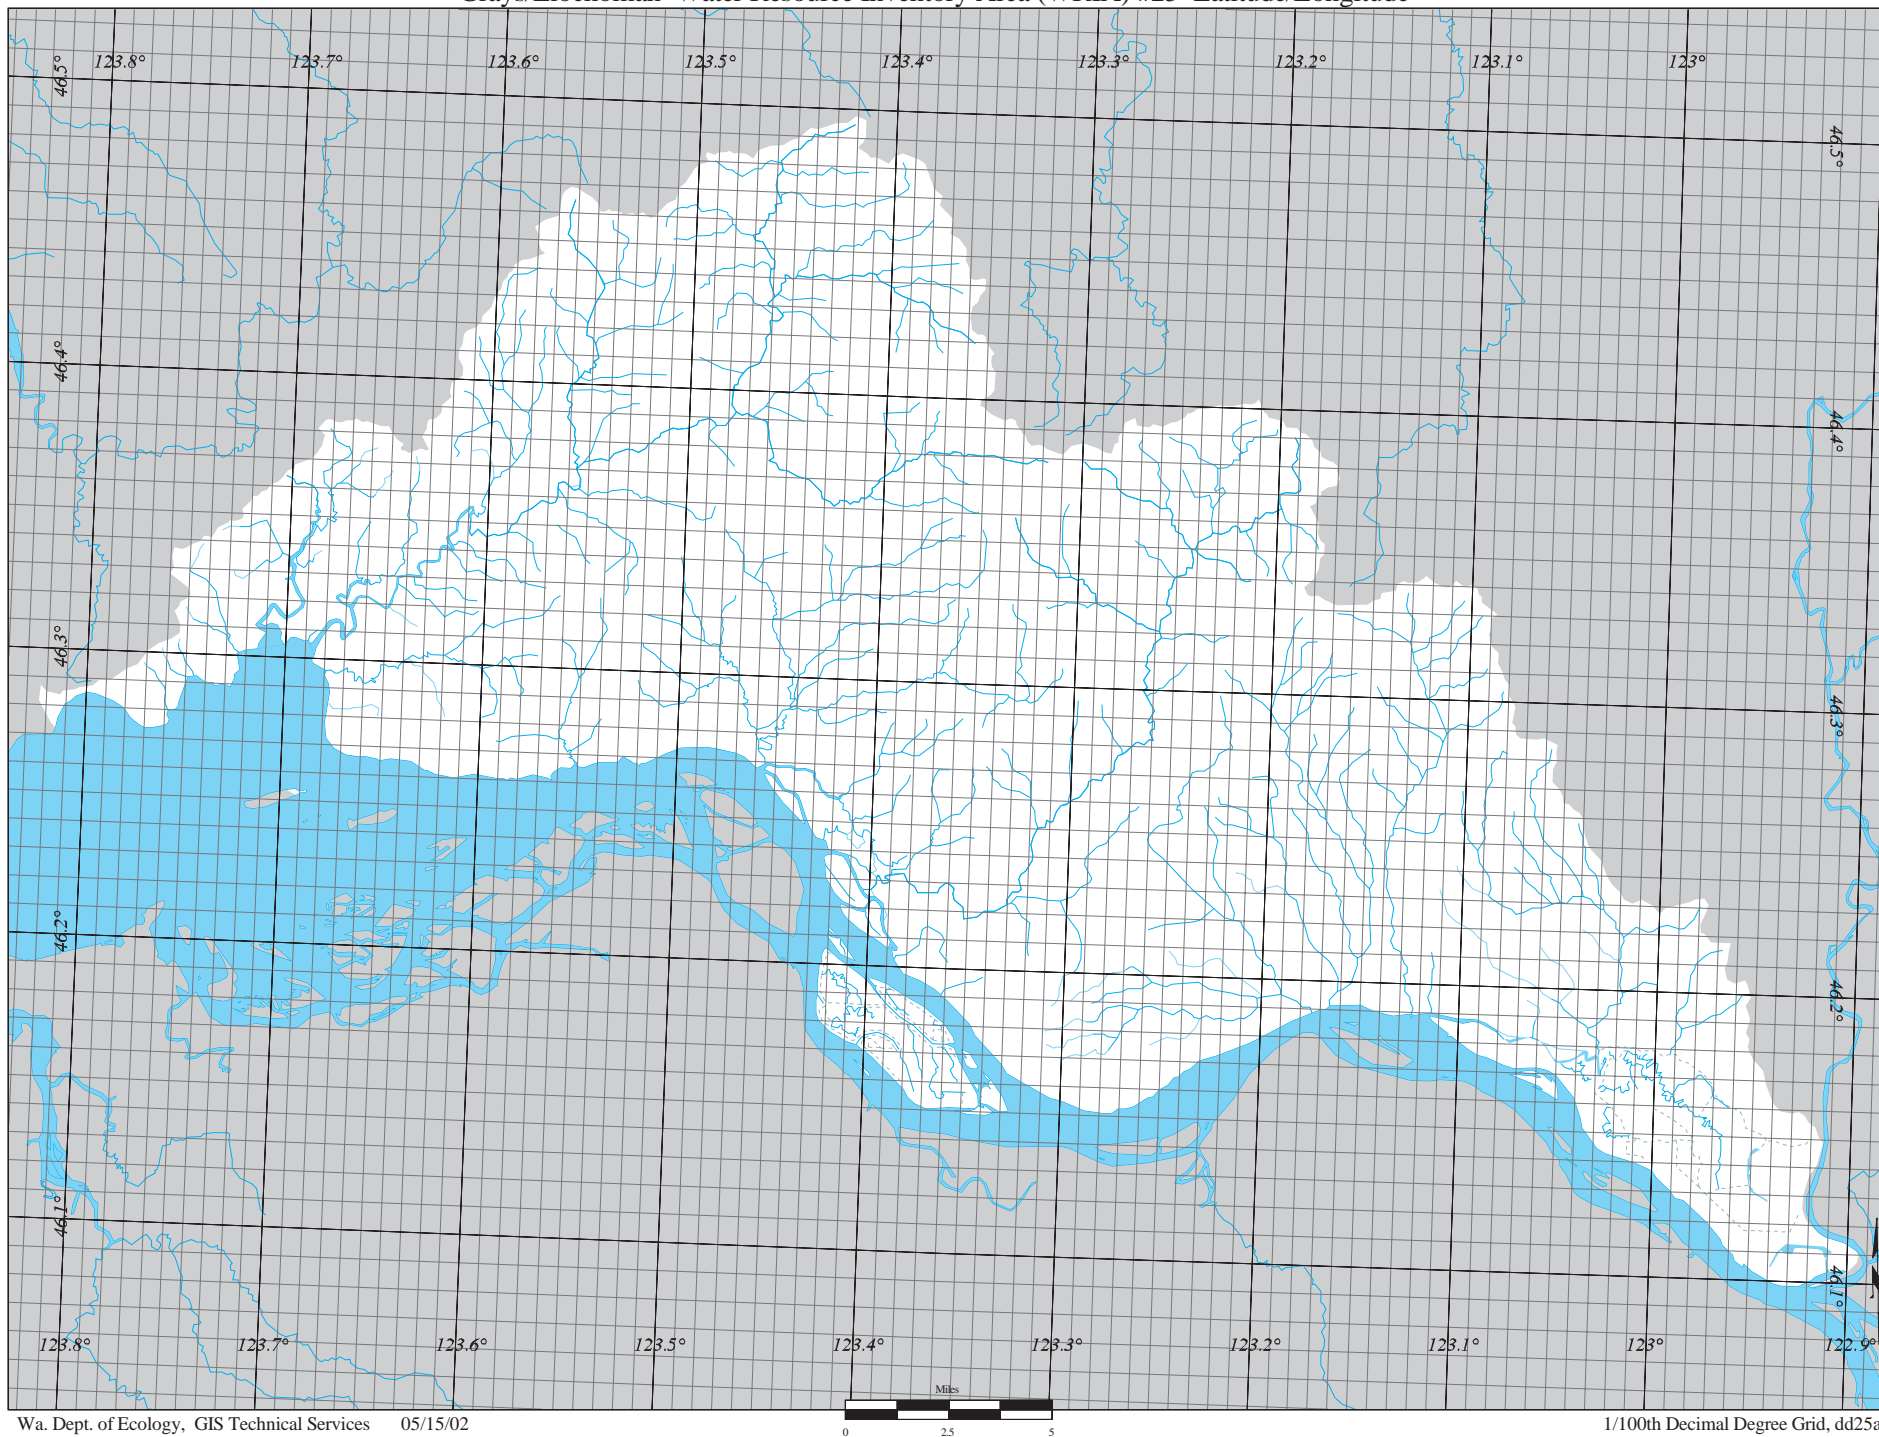 123.8° 123.7° 123.6° 123.5° 123.4° 123.3° 123.2° 123.1° 123°
46.5° 46.5°
46.4° 46.4°
46.3° 46.3°
46.2° 46.2°
46.1° 46.1°
123.8° 123.7° 123.6° 123.5° 123.4° 123.3° 123.2° 123.1° 123° 122.9°
Miles
0 2.5 5
Wa. Dept. of Ecology, GIS Technical Services 05/15/02 1/100th Decimal Degree Grid, dd25a